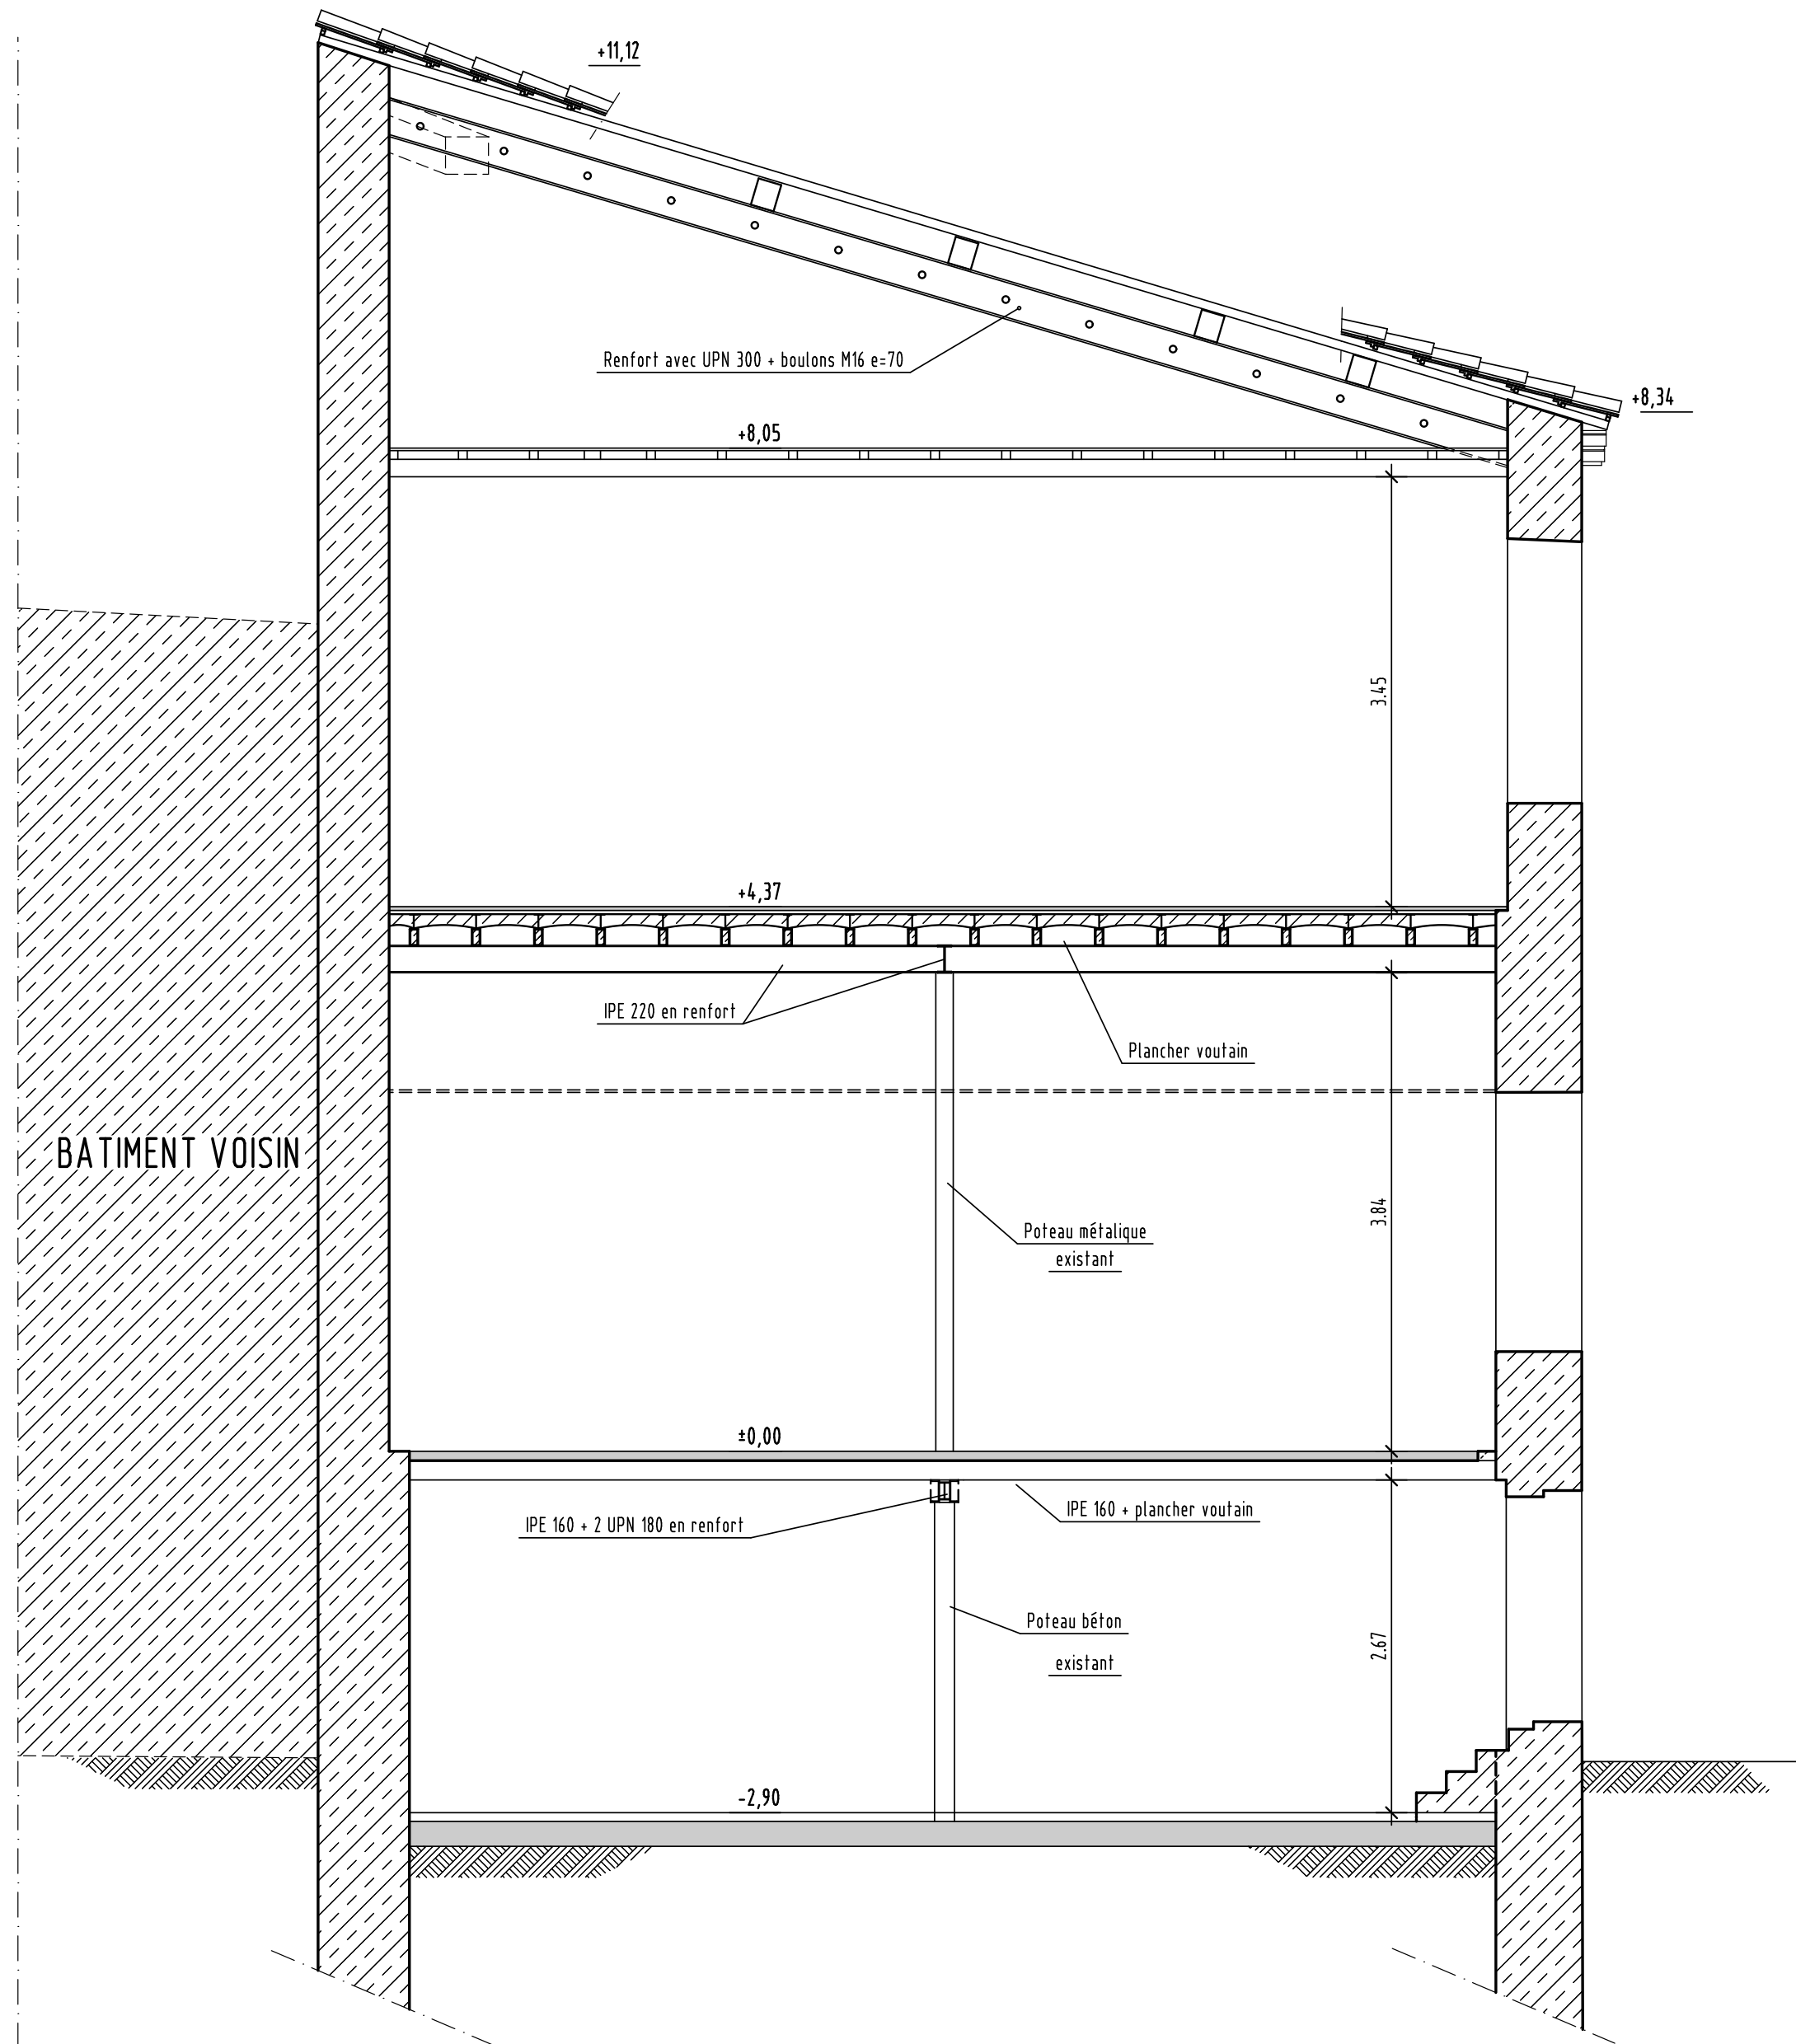 +11,12
Renfort avec UPN 300 + boulons M16 e=70
+8,34
+8,05
3.45
+4,37
IPE 220 en renfort
Plancher voutain
BATIMENT VOISIN
3.84
Poteau métalique
existant
±0,00
IPE 160 + plancher voutain
IPE 160 + 2 UPN 180 en renfort
Poteau béton
existant
2.67
-2,90